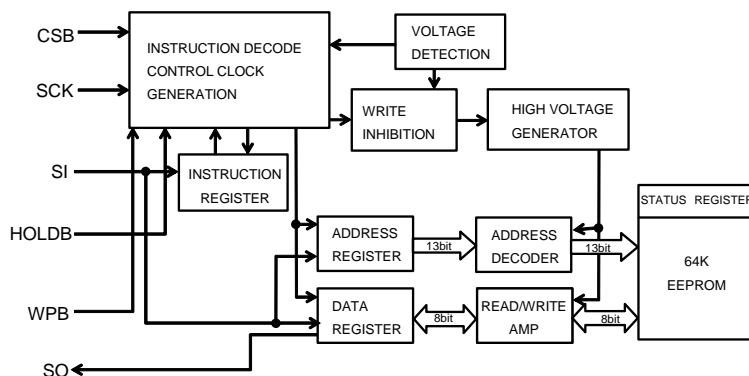 CSB
SCK
SI
HOLDB
WPB
SO
INSTRUCTION DECODE
CONTROL CLOCK
GENERATION
VOLTAGE
DETECTION
WRITE
INHIBITION
HIGH VOLTAGE
GENERATOR
INSTRUCTION
REGISTER
ADDRESS
REGISTER
13bit
ADDRESS
DECODER
13bit
DATA
REGISTER
8bit
READ/WRITE
AMP
8bit
STATUS REGISTER
64K
EEPROM